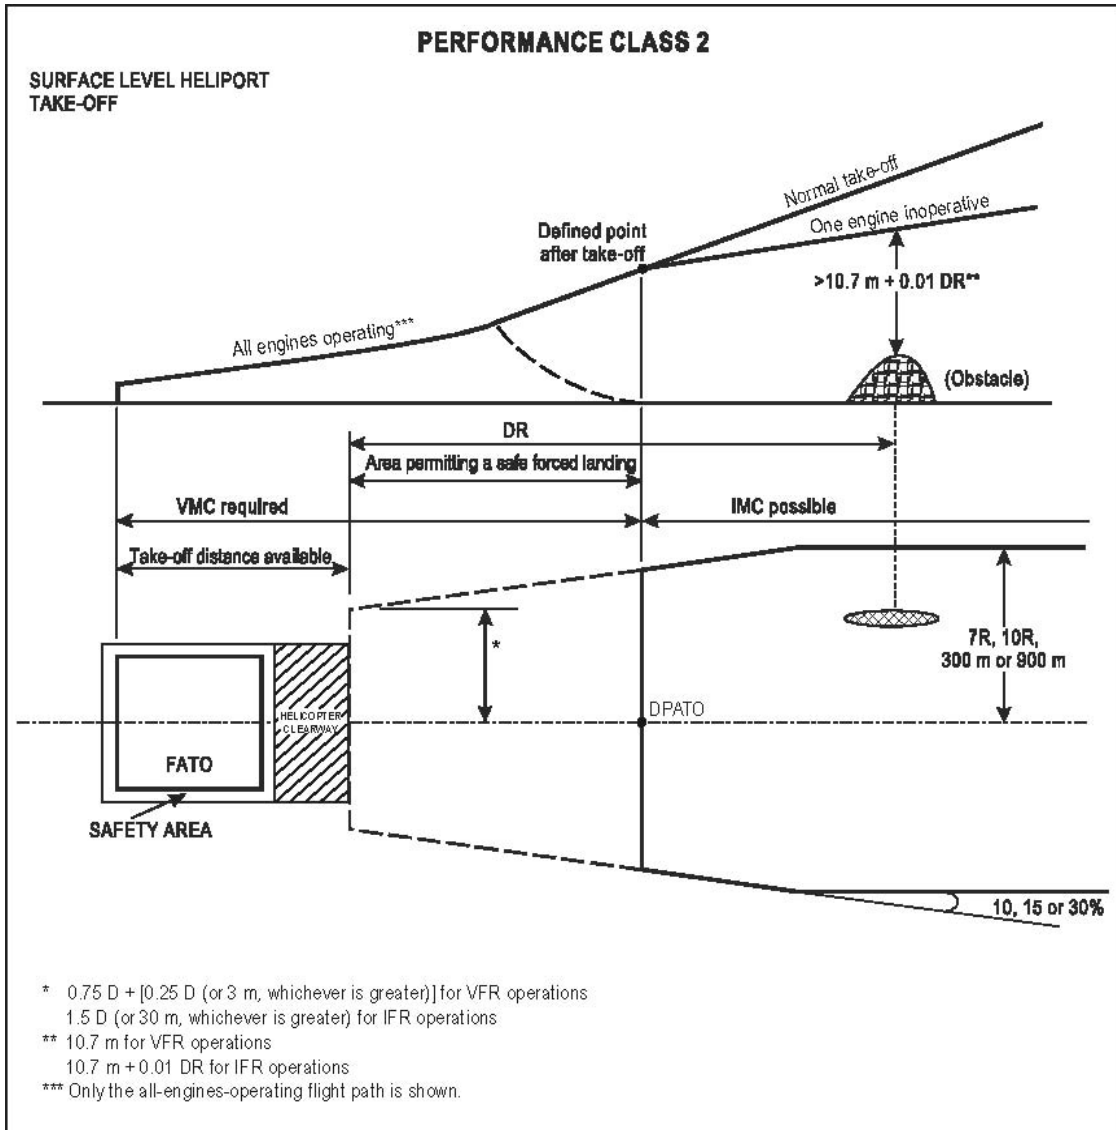 PERFORMANCE CLASS 2
SURFACE LEVEL HELIPORT
TAKE-OFF
Normal take-off
One engine inoperative
Defined point
after take-off
>10.7 m + 0.01 DR**
All engines operating***
(Obstacle)
DR
Area permitting a safe forced landing
VMC required
IMC possible
Take-off distance available
*
7R, 10R,
300 m or 900 m
DPATO
HELICOPTER
CLEARWAY
FATO
SAFETY AREA
10, 15 or 30%
* 0.75 D + [0.25 D (or 3 m, whichever is greater)] for VFR operations
1.5 D (or 30 m, whichever is greater) for IFR operations
** 10.7 m for VFR operations
10.7 m + 0.01 DR for IFR operations
*** Only the all-engines-operating flight path is shown.